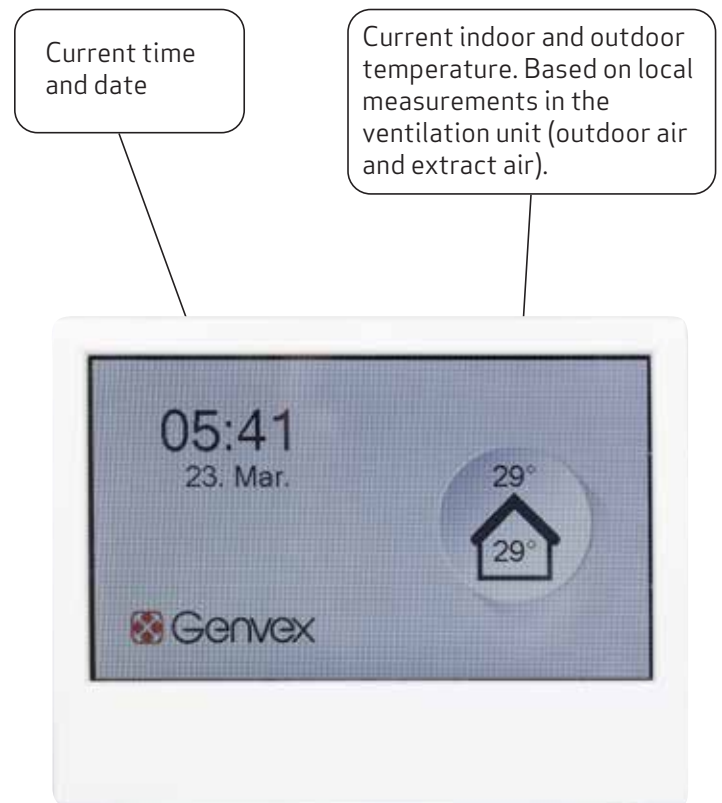 Current time
and date
Current indoor and outdoor
temperature. Based on local
measurements in the
ventilation unit (outdoor air
and extract air).
05:41
23. Mar.
29°
29°
Genvex